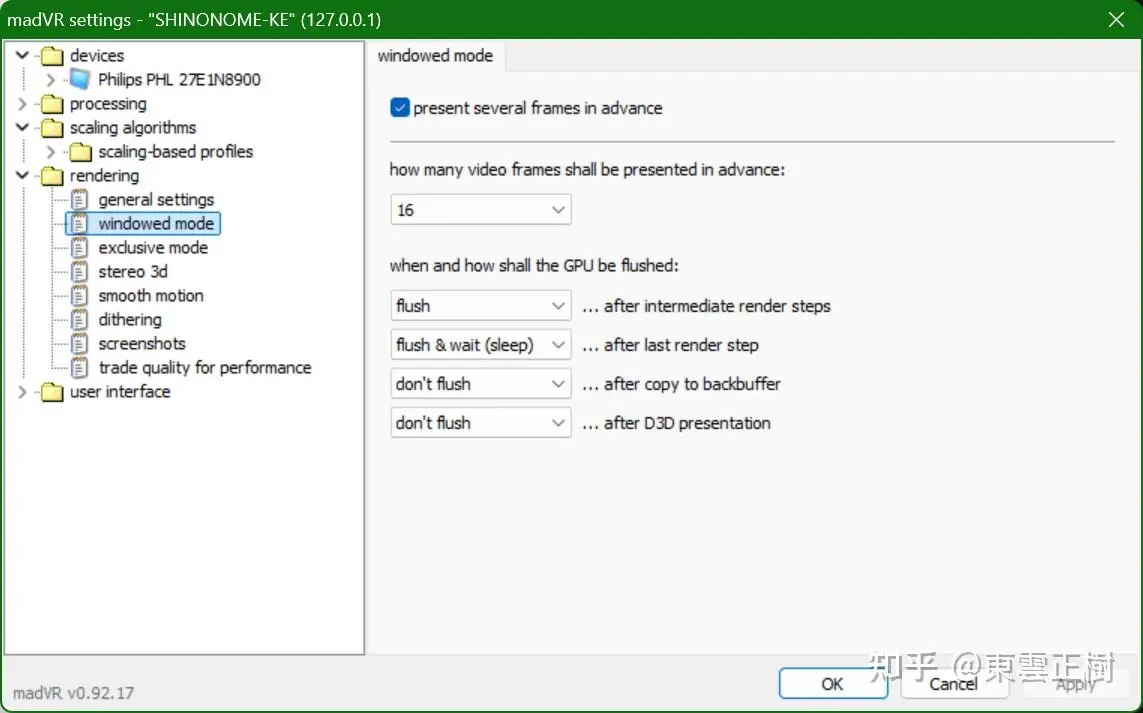 madVR settings - "SHINONOME-KE" (127.0.0.1)
devices
Philips PHL 27E1N8900
processing
scaling algorithms
scaling-based profiles
rendering
general settings
windowed mode
exclusive mode
stereo 3d
smooth motion
dithering
screenshots
trade quality for performance
user interface
windowed mode
present several frames in advance
how many video frames shall be presented in advance:
16
when and how shall the GPU be flushed:
flush ... after intermediate render steps
flush & wait (sleep) ... after last render step
don't flush ... after copy to backbuffer
don't flush ... after D3D presentation
madVR v0.92.17
OK Cancel Apply
知乎 @東雲正樹